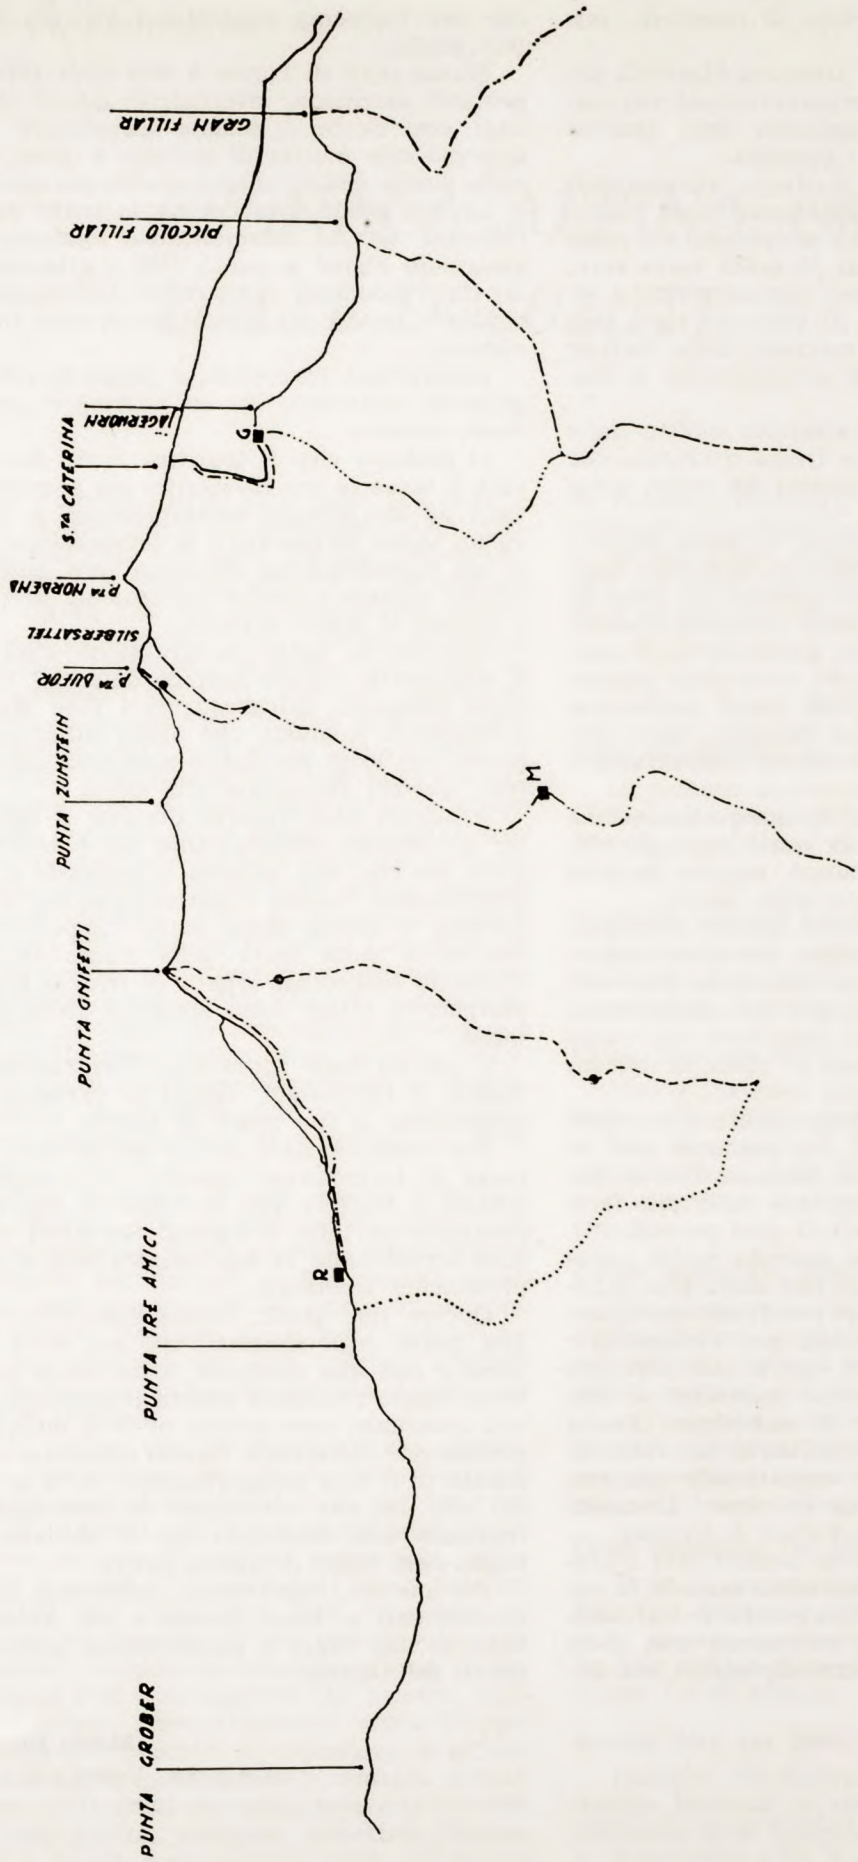 PUNTA GROBER
PUNTA TRE AMICI
R
PUNTA GNIFETTI
PUNTA ZUMSTEIN
M
P.TA DUFOR
SILBERSATTEL
P.TA NORDEND
S.TA CATERINA
JAGERHORN
G
PICCOLO FILLAR
GRAN FILLAR